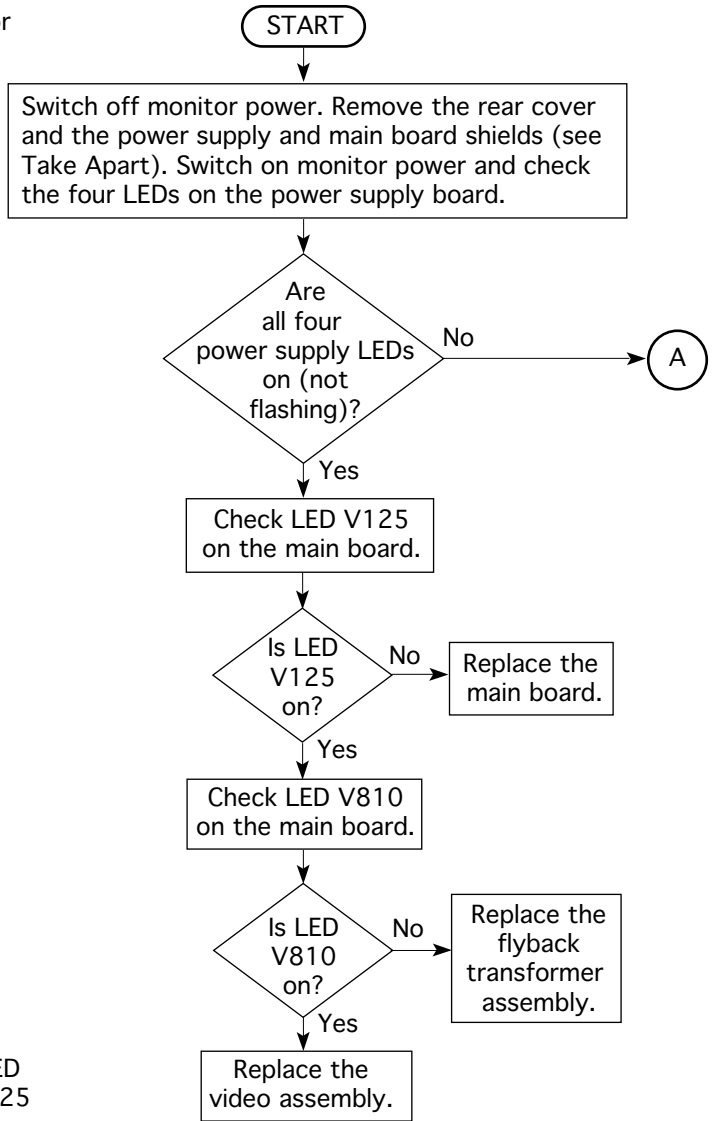 or
START
Switch off monitor power. Remove the rear cover
and the power supply and main board shields (see
Take Apart). Switch on monitor power and check
the four LEDs on the power supply board.
Are
all four
power supply LEDs
on (not
flashing)?
No
A
Yes
Check LED V125
on the main board.
Is LED
V125
on?
No
Replace the
main board.
Yes
Check LED V810
on the main board.
Is LED
V810
on?
No
Replace the
flyback
transformer
assembly.
Yes
Replace the
video assembly.
ED
25